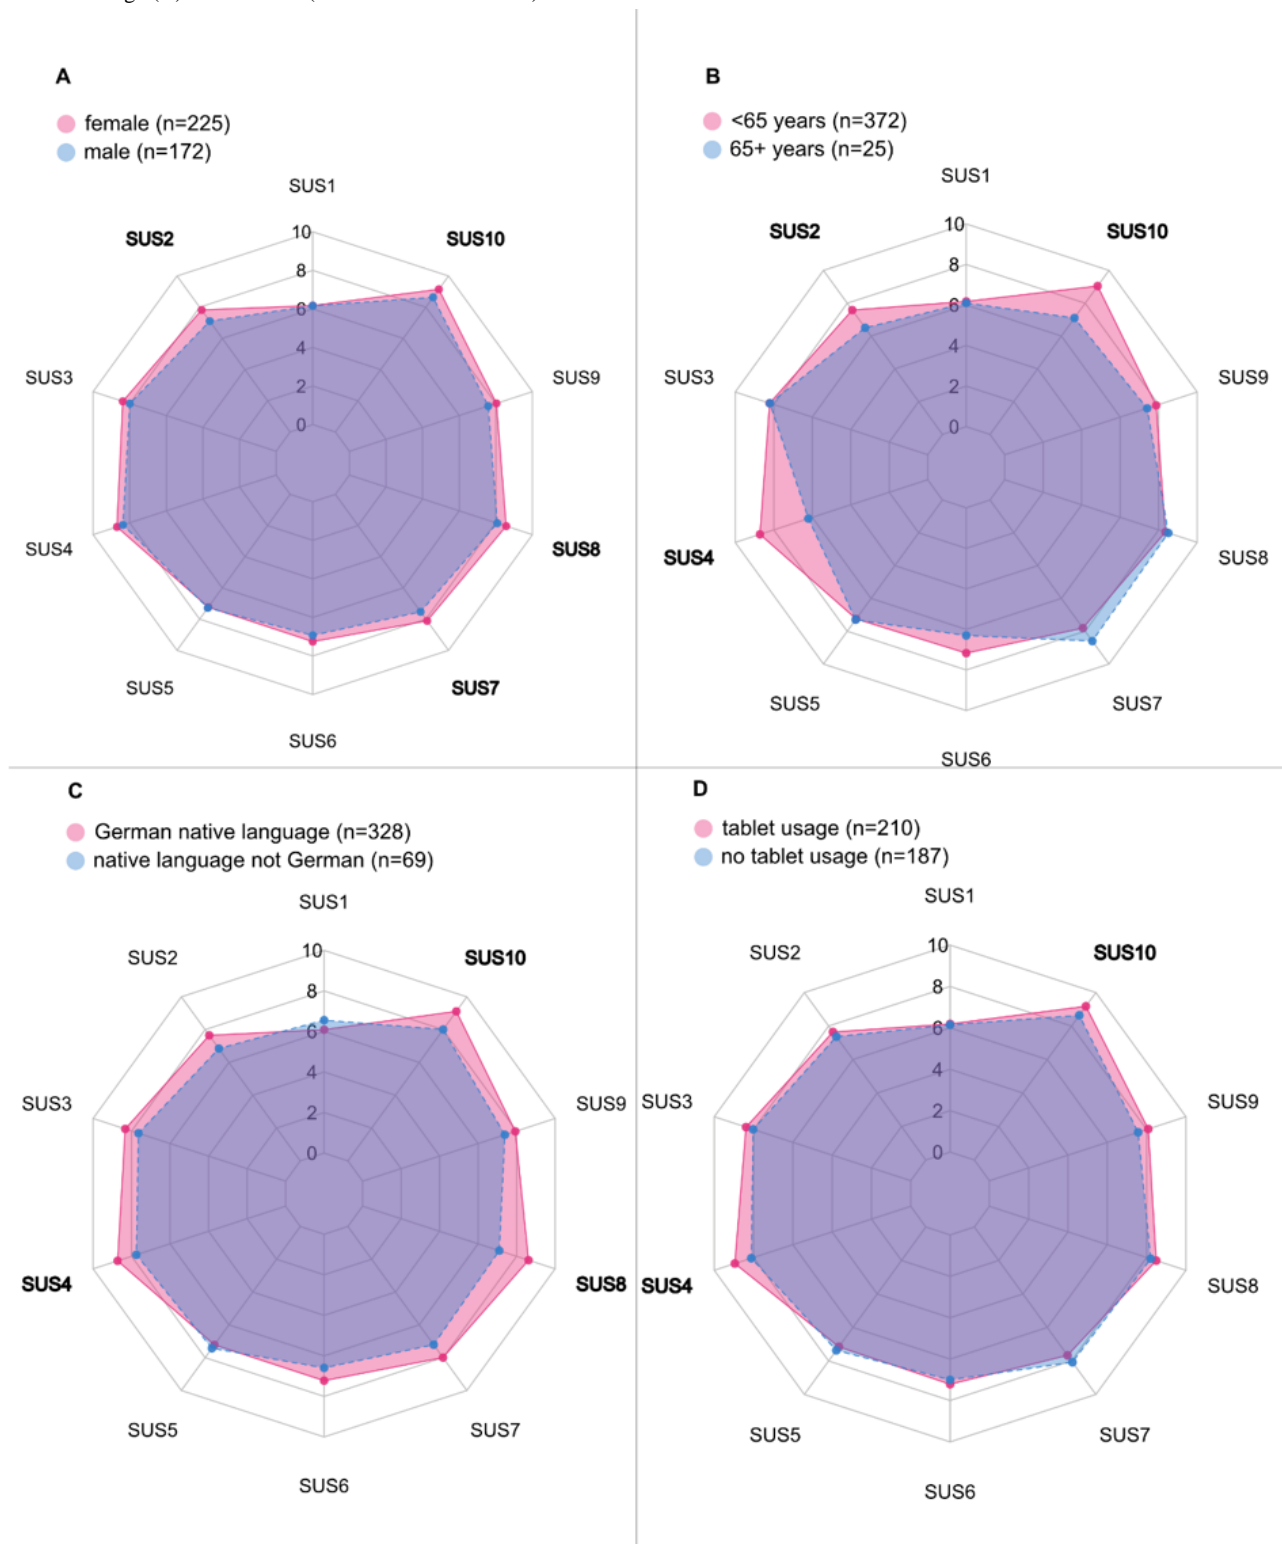 A
female (n=225)
male (n=172)
SUS1
SUS2
SUS10
10
8
6
4
2
0
SUS3
SUS9
SUS4
SUS8
SUS5
SUS7
SUS6
B
<65 years (n=372)
65+ years (n=25)
SUS1
SUS2
SUS10
10
8
6
4
2
0
SUS3
SUS9
SUS4
SUS8
SUS5
SUS7
SUS6
C
German native language (n=328)
native language not German (n=69)
SUS1
SUS2
SUS10
10
8
6
4
2
0
SUS3
SUS9
SUS4
SUS8
SUS5
SUS7
SUS6
D
tablet usage (n=210)
no tablet usage (n=187)
SUS1
SUS2
SUS10
10
8
6
4
2
0
SUS3
SUS9
SUS4
SUS8
SUS5
SUS7
SUS6